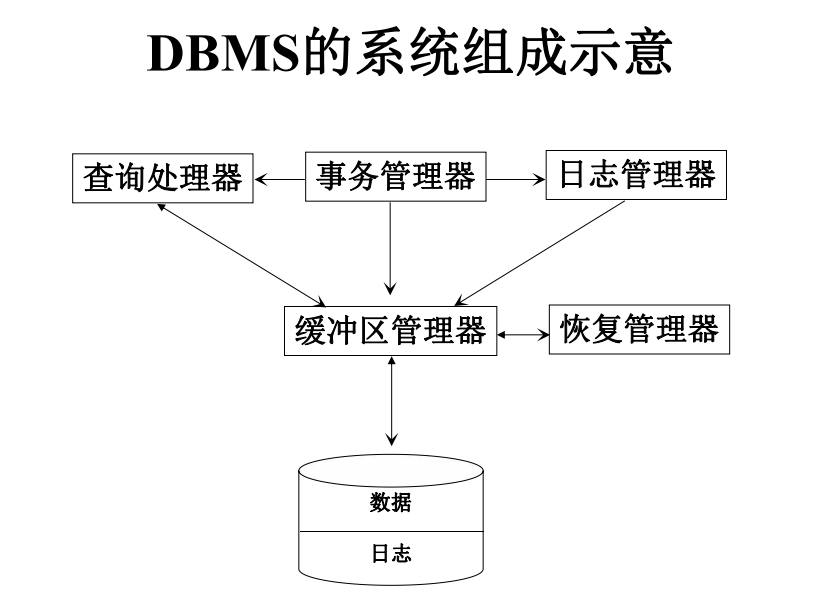 DBMS的系统组成示意
查询处理器
事务管理器
日志管理器
缓冲区管理器
恢复管理器
数据
日志